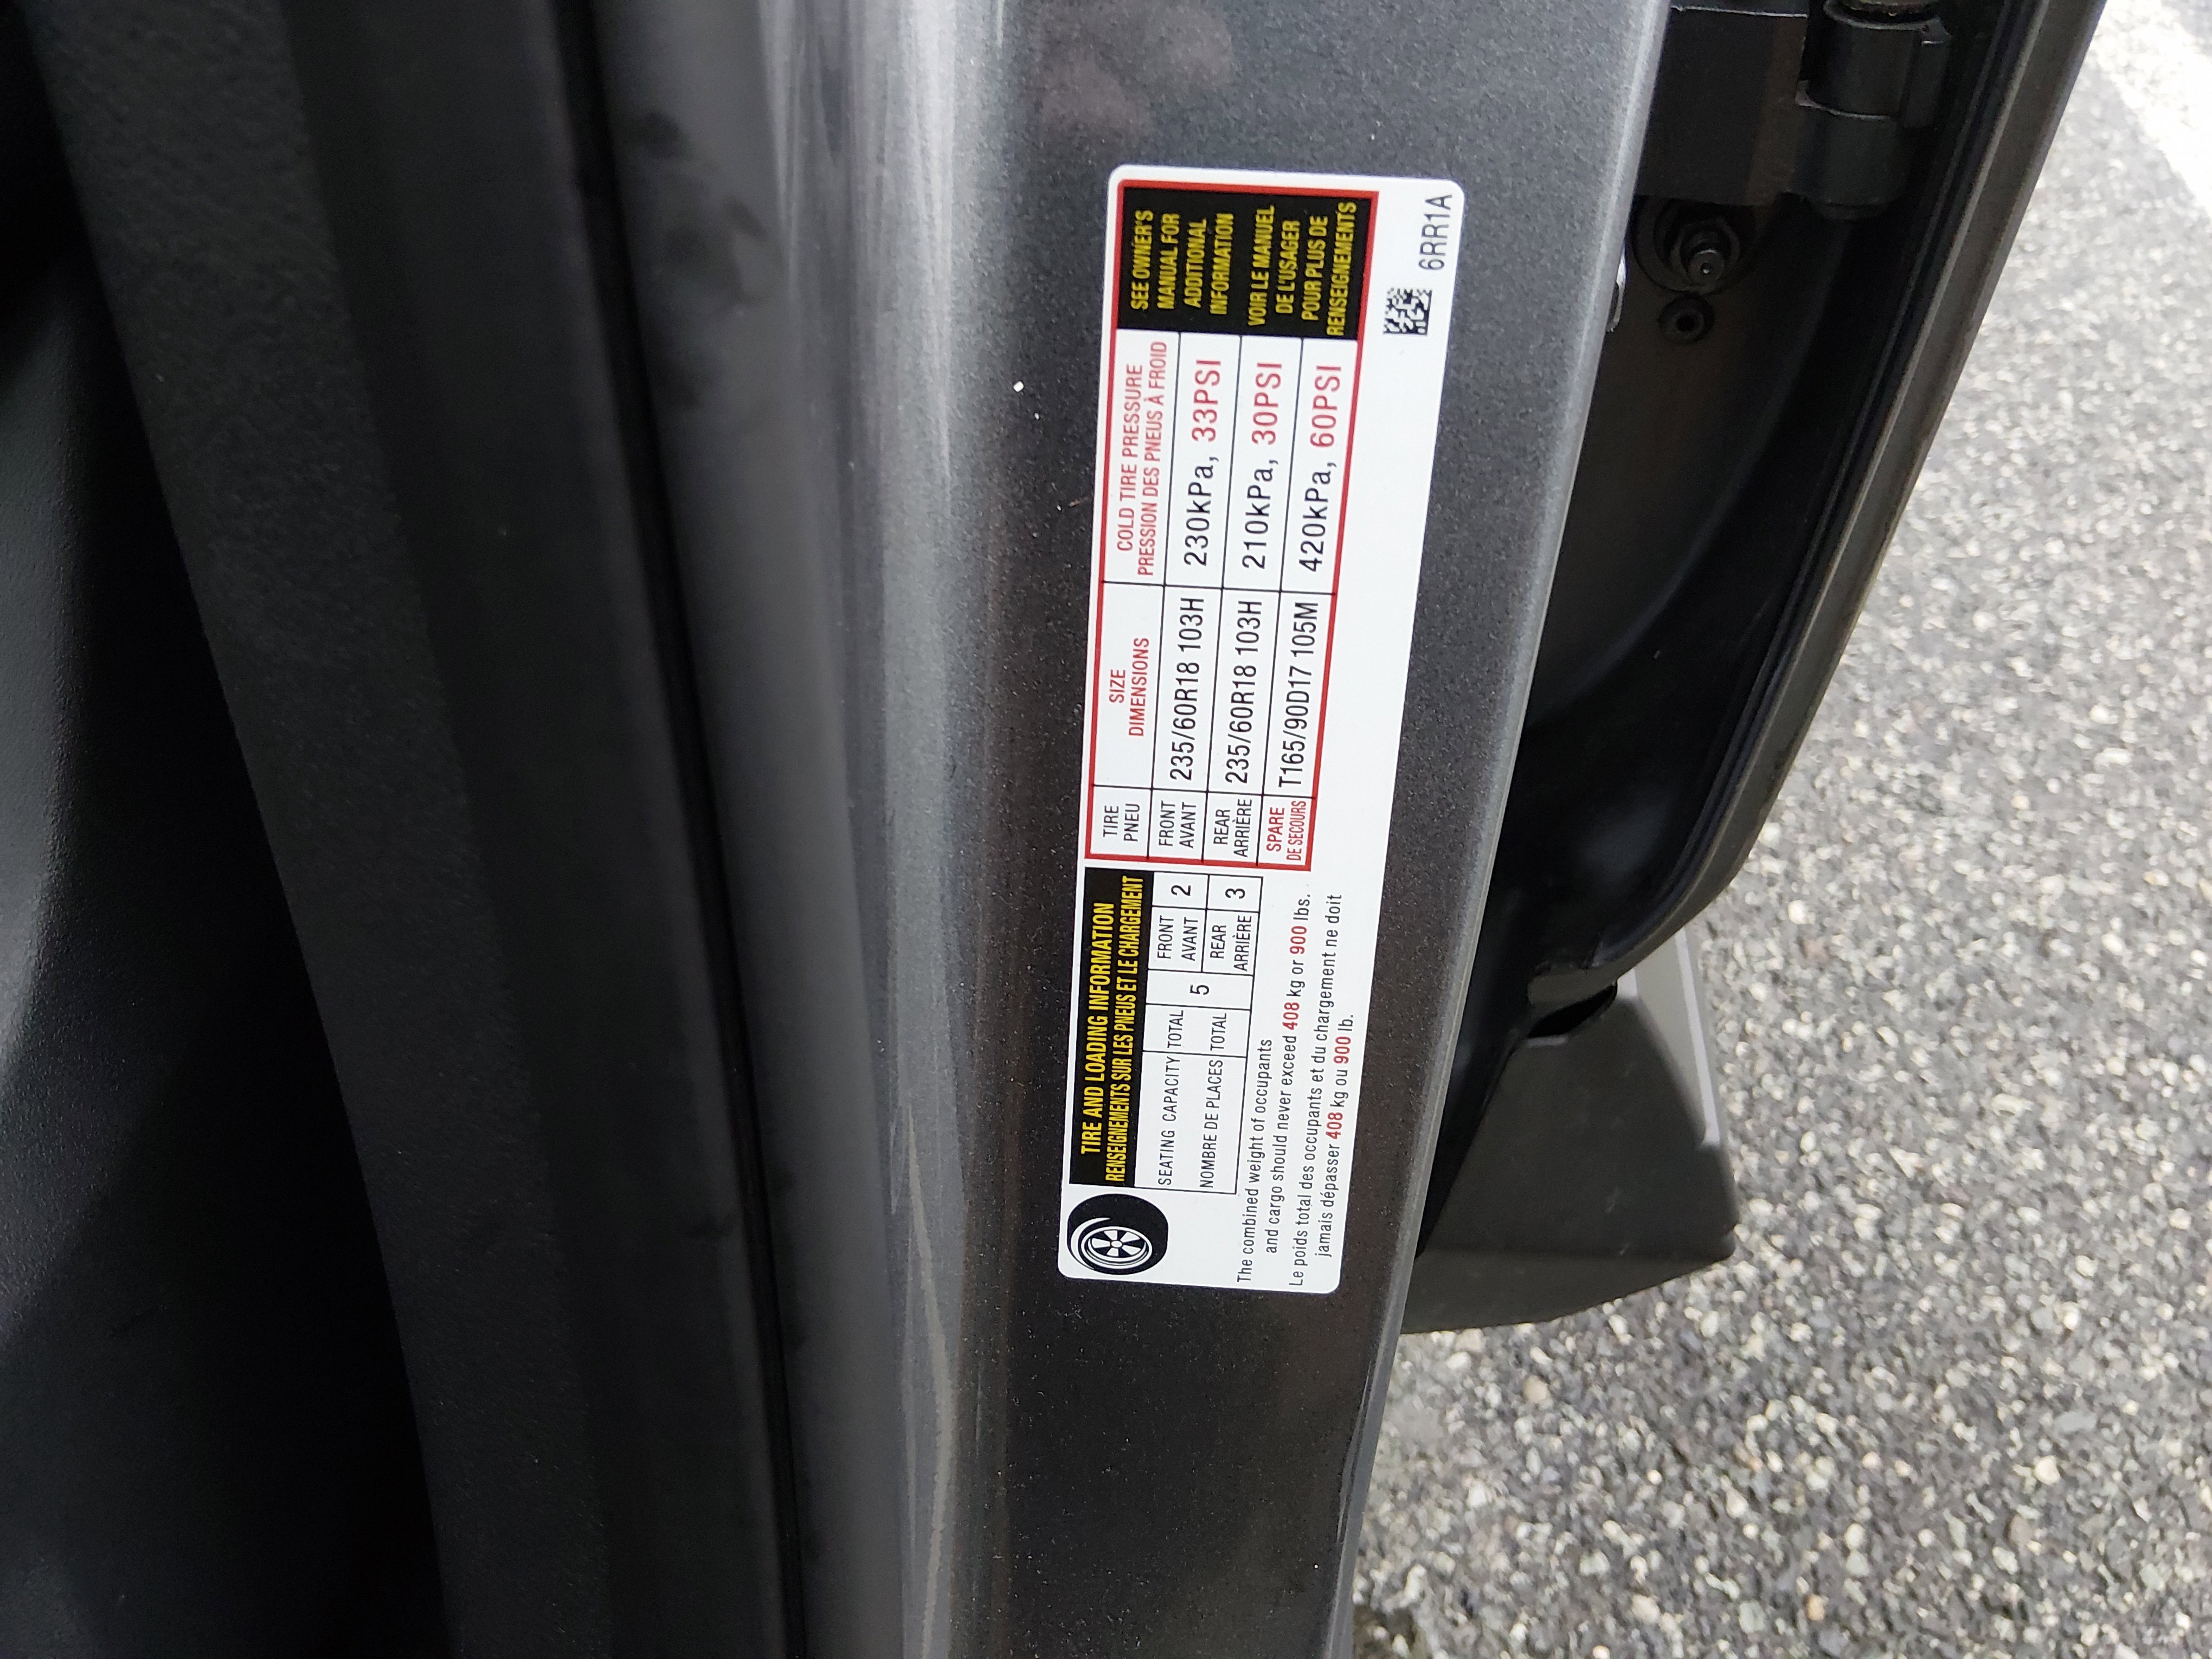 TIRE AND LOADING INFORMATION
RENSEIGNEMENTS SUR LES PNEUS ET LE CHARGEMENT
SEATING CAPACITY
NOMBRE DE PLACES
TOTAL
TOTAL
5
FRONT
AVANT
2
REAR
ARRIÈRE
3
The combined weight of occupants
and cargo should never exceed 408 kg or 900 lbs.
Le poids total des occupants et du chargement ne doit
jamais dépasser 408 kg ou 900 lb.
TIRE
PNEU
SIZE
DIMENSIONS
COLD TIRE PRESSURE
PRESSION DES PNEUS À FROID
FRONT
AVANT
235/60R18 103H
230kPa, 33PSI
REAR
ARRIÈRE
235/60R18 103H
210kPa, 30PSI
SPARE
DE SECOURS
T165/90D17 105M
420kPa, 60PSI
SEE OWNER'S
MANUAL FOR
ADDITIONAL
INFORMATION
VOIR LE MANUEL
DE L'USAGER
POUR PLUS DE
RENSEIGNEMENTS
6RR1A